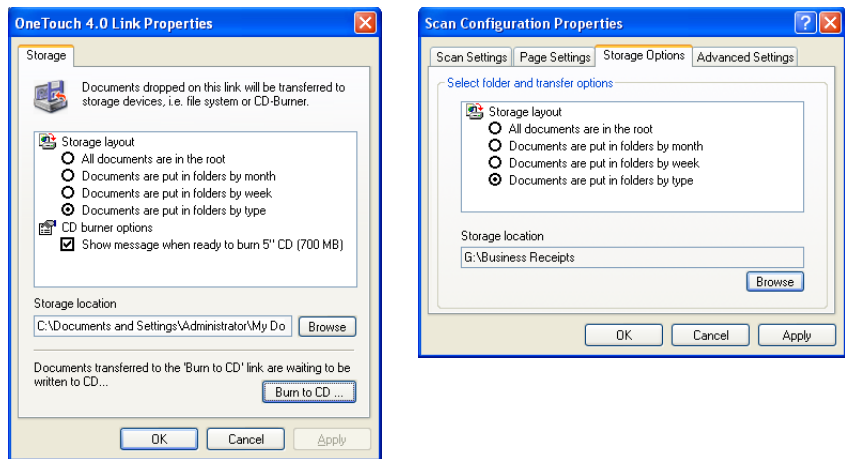 OneTouch 4.0 Link Properties
Storage
Documents dropped on this link will be transferred to
storage devices, i.e. file system or CD-Burner.
Storage layout
All documents are in the root
Documents are put in folders by month
Documents are put in folders by week
Documents are put in folders by type
CD burner options
Show message when ready to burn 5" CD (700 MB)
Storage location
C:\Documents and Settings\Administrator\My Do
Browse
Documents transferred to the 'Burn to CD' link are waiting to be
written to CD...
Burn to CD ...
OK Cancel Apply
Scan Configuration Properties
Scan Settings Page Settings Storage Options Advanced Settings
Select folder and transfer options
Storage layout
All documents are in the root
Documents are put in folders by month
Documents are put in folders by week
Documents are put in folders by type
Storage location
G:\Business Receipts
Browse
OK Cancel Apply